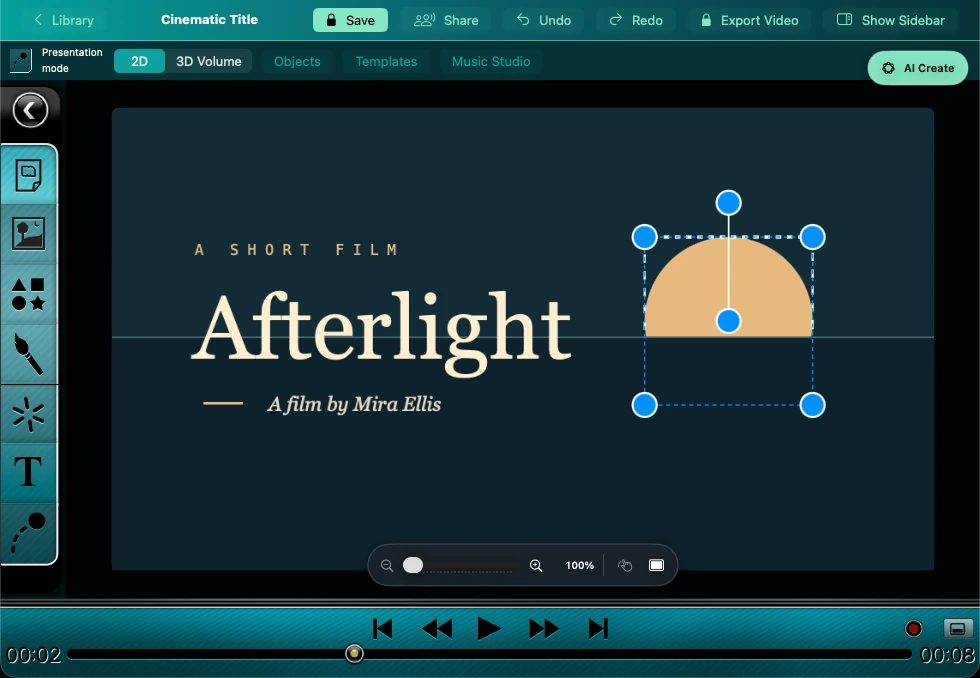 Library
Cinematic Title
Save
Share
Undo
Redo
Export Video
Show Sidebar
Presentation
mode
2D
3D Volume
Objects
Templates
Music Studio
AI Create
A SHORT FILM
Afterlight
A film by Mira Ellis
T
100%
00:02
00:08